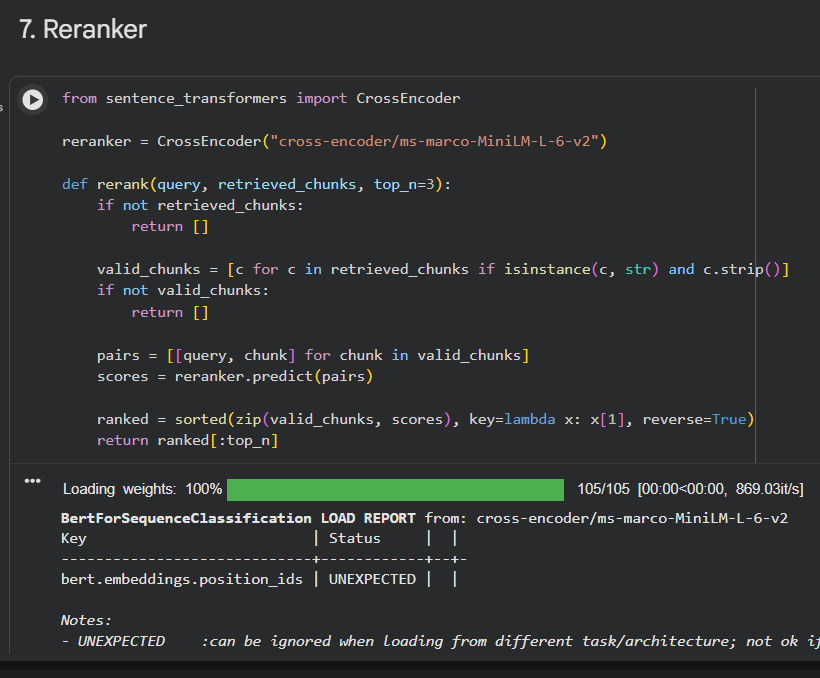 7. Reranker
from sentence_transformers import CrossEncoder
reranker = CrossEncoder("cross-encoder/ms-marco-MiniLM-L-6-v2")
def rerank(query, retrieved_chunks, top_n=3):
    if not retrieved_chunks:
        return []
    valid_chunks = [c for c in retrieved_chunks if isinstance(c, str) and c.strip()]
    if not valid_chunks:
        return []
    pairs = [[query, chunk] for chunk in valid_chunks]
    scores = reranker.predict(pairs)
    ranked = sorted(zip(valid_chunks, scores), key=lambda x: x[1], reverse=True)
    return ranked[:top_n]
Loading weights: 100% 105/105 [00:00<00:00, 869.03it/s]
BertForSequenceClassification LOAD REPORT from: cross-encoder/ms-marco-MiniLM-L-6-v2
Key                          | Status     |  |
-----------------------------+------------+--+-
bert.embeddings.position_ids | UNEXPECTED |  |
Notes:
- UNEXPECTED    :can be ignored when loading from different task/architecture; not ok if